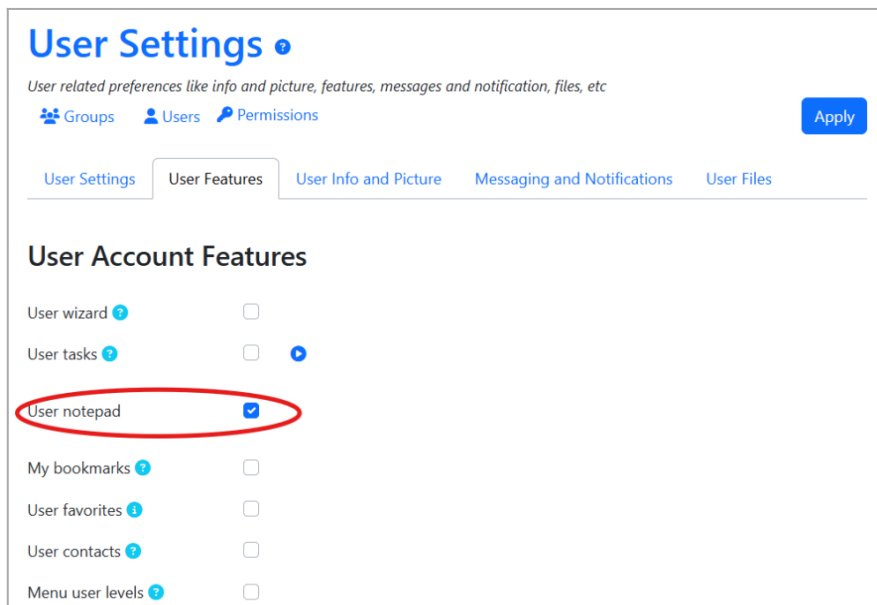 User Settings
User related preferences like info and picture, features, messages and notification, files, etc
Groups Users Permissions Apply
User Settings User Features User Info and Picture Messaging and Notifications User Files
User Account Features
User wizard
User tasks
User notepad
My bookmarks
User favorites
User contacts
Menu user levels